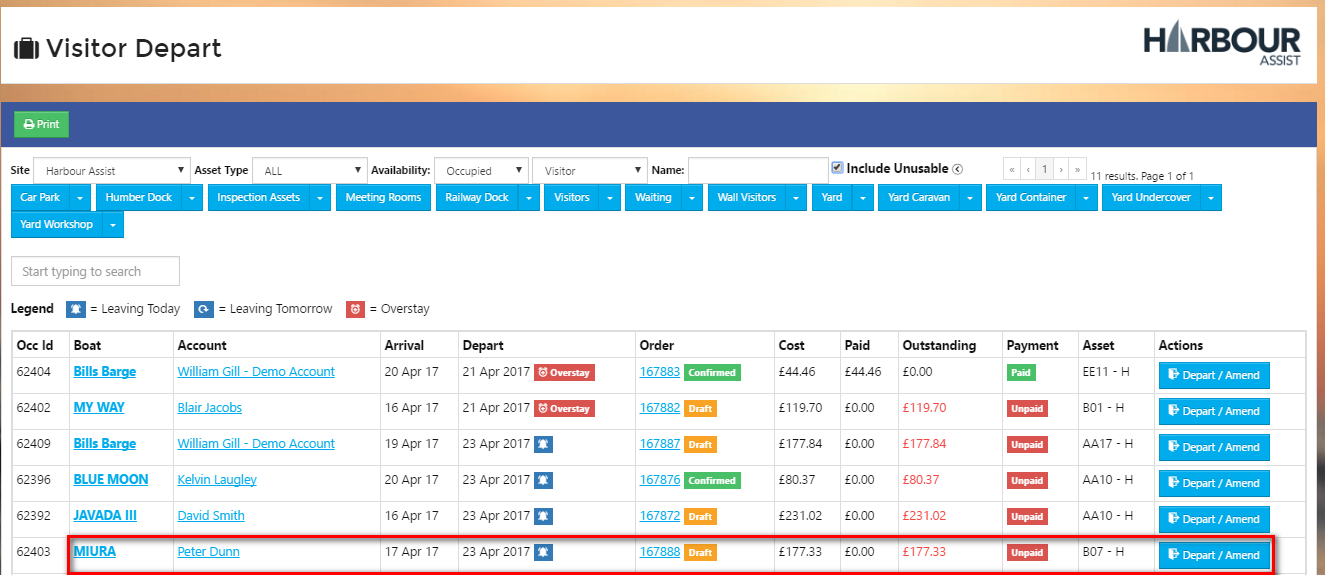 Visitor Depart
HARBOUR
ASSIST
Print
Site Harbour Assist Asset Type ALL Availability: Occupied Visitor Name: Include Unusable « ‹ 1 › » 11 results. Page 1 of 1
Car Park Humber Dock Inspection Assets Meeting Rooms Railway Dock Visitors Waiting Wall Visitors Yard Yard Caravan Yard Container Yard Undercover
Yard Workshop
Start typing to search
Legend = Leaving Today = Leaving Tomorrow = Overstay
Occ Id Boat Account Arrival Depart Order Cost Paid Outstanding Payment Asset Actions
62404 Bills Barge William Gill - Demo Account 20 Apr 17 21 Apr 2017 Overstay 167883 Confirmed £44.46 £44.46 £0.00 Paid EE11 - H Depart / Amend
62402 MY WAY Blair Jacobs 16 Apr 17 21 Apr 2017 Overstay 167882 Draft £119.70 £0.00 £119.70 Unpaid B01 - H Depart / Amend
62409 Bills Barge William Gill - Demo Account 19 Apr 17 23 Apr 2017 167887 Draft £177.84 £0.00 £177.84 Unpaid AA17 - H Depart / Amend
62396 BLUE MOON Kelvin Laugley 20 Apr 17 23 Apr 2017 167876 Confirmed £80.37 £0.00 £80.37 Unpaid AA10 - H Depart / Amend
62392 JAVADA III David Smith 16 Apr 17 23 Apr 2017 167872 Draft £231.02 £0.00 £231.02 Unpaid AA10 - H Depart / Amend
62403 MIURA Peter Dunn 17 Apr 17 23 Apr 2017 167888 Draft £177.33 £0.00 £177.33 Unpaid B07 - H Depart / Amend